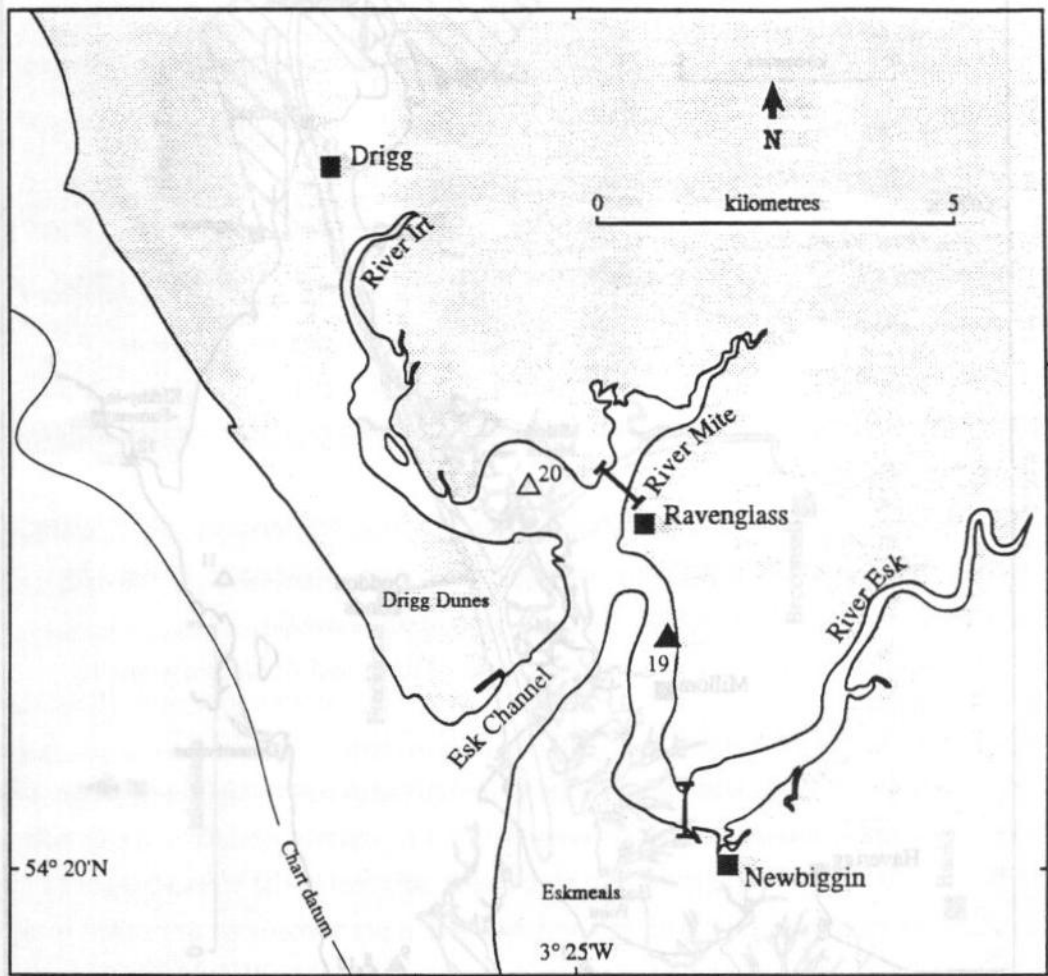 N
0 kilometres 5
Drigg
River Irt
River Mite
20
Ravenglass
River Esk
Drigg Dunes
19
Esk Channel
54° 20'N
Chart datum
Newbiggin
Eskmeals
3° 25'W